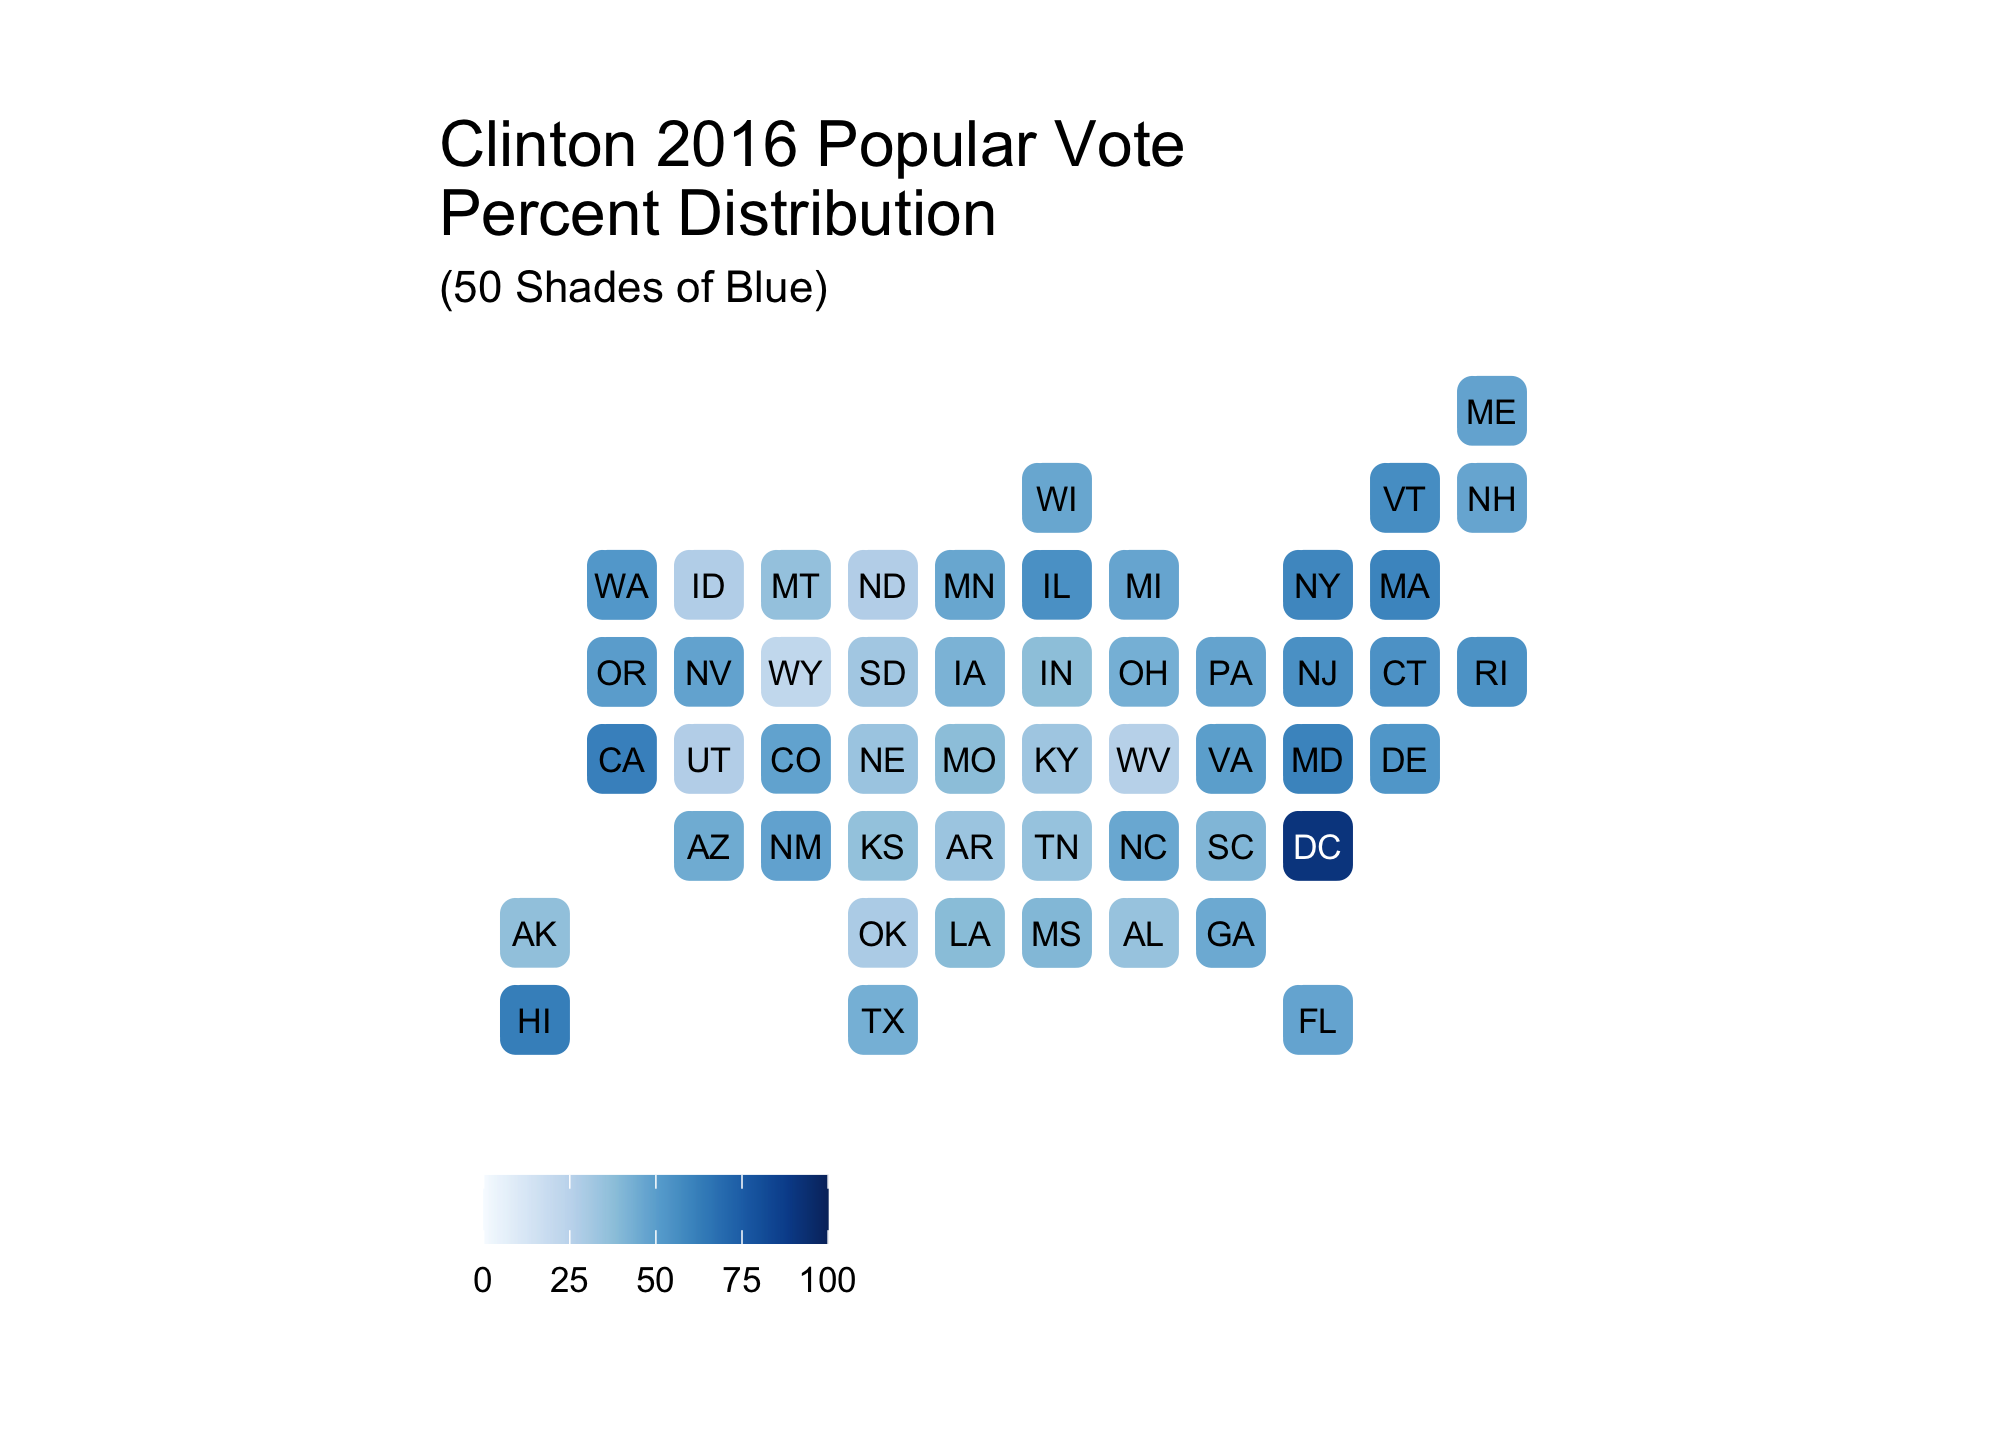 Clinton 2016 Popular Vote
Percent Distribution
(50 Shades of Blue)
ME
WI VT NH
WA ID MT ND MN IL MI NY MA
OR NV WY SD IA IN OH PA NJ CT RI
CA UT CO NE MO KY WV VA MD DE
AZ NM KS AR TN NC SC DC
AK OK LA MS AL GA
HI TX FL
0 25 50 75 100